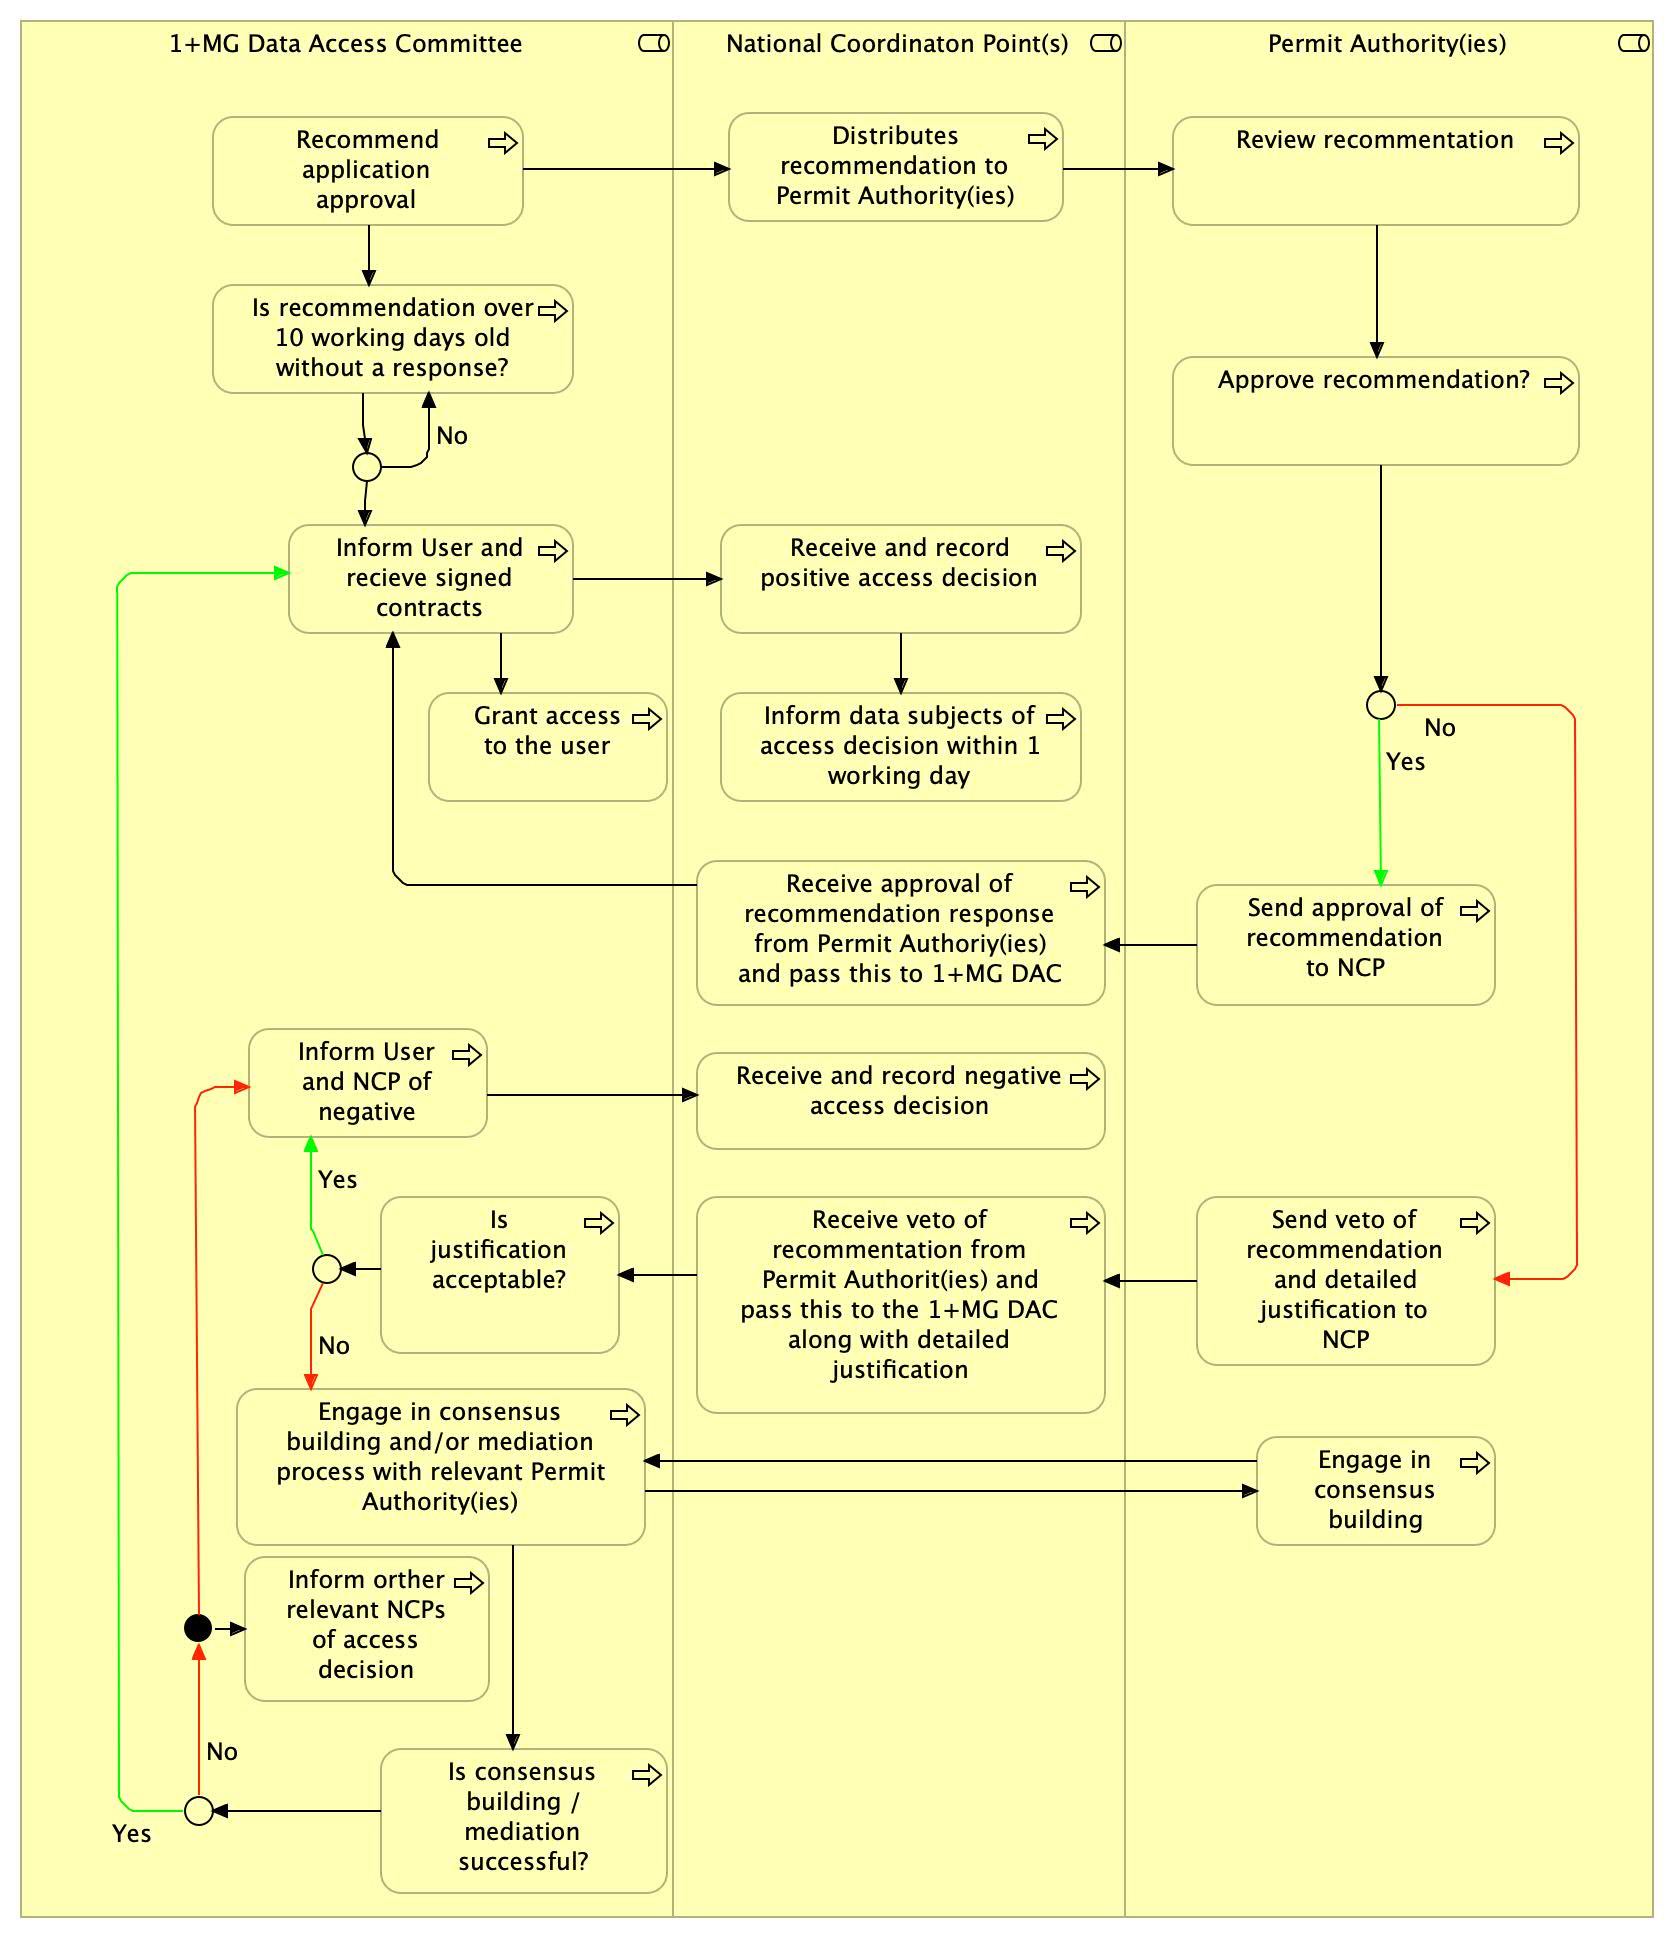 1+MG Data Access Committee
National Coordinaton Point(s)
Permit Authority(ies)
Recommend
application
approval
Distributes
recommendation to
Permit Authority(ies)
Review recommentation
Is recommendation over
10 working days old
without a response?
Approve recommendation?
No
Inform User and
recieve signed
contracts
Receive and record
positive access decision
Grant access
to the user
Inform data subjects of
access decision within 1
working day
No
Yes
Receive approval of
recommendation response
from Permit Authoriy(ies)
and pass this to 1+MG DAC
Send approval of
recommendation
to NCP
Inform User
and NCP of
negative
Receive and record negative
access decision
Yes
Is
justification
acceptable?
Receive veto of
recommentation from
Permit Authorit(ies) and
pass this to the 1+MG DAC
along with detailed
justification
Send veto of
recommendation
and detailed
justification to
NCP
No
Engage in consensus
building and/or mediation
process with relevant Permit
Authority(ies)
Engage in
consensus
building
Inform orther
relevant NCPs
of access
decision
No
Is consensus
building /
mediation
successful?
Yes